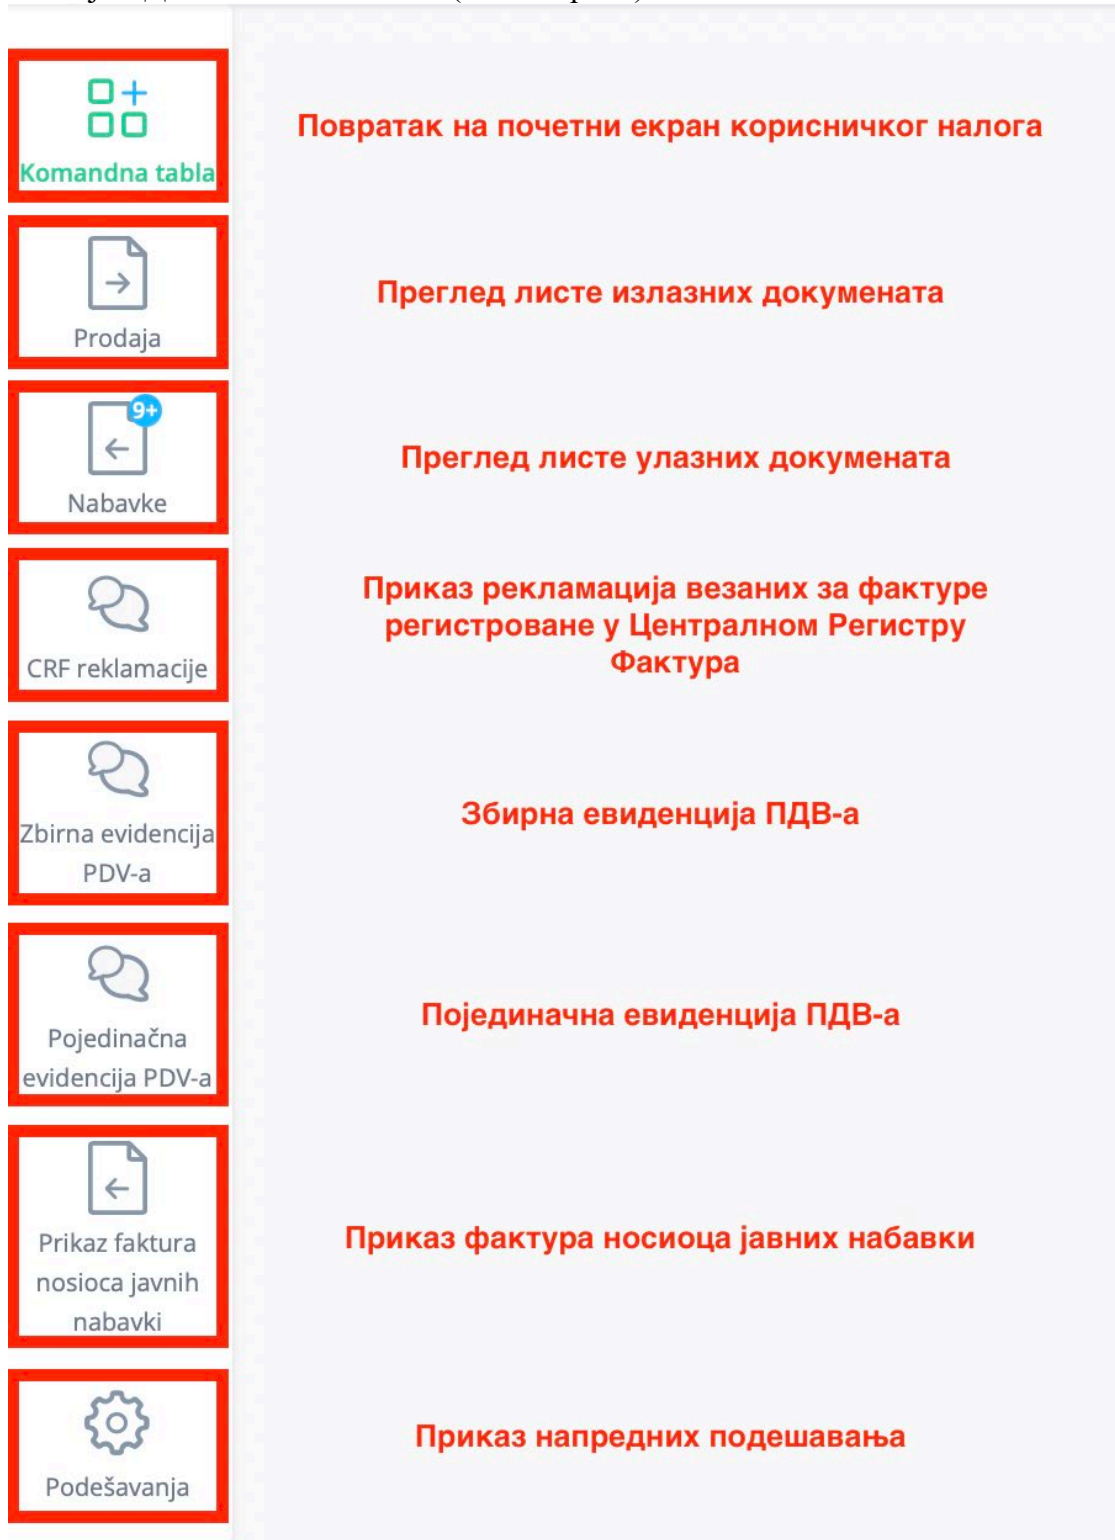 Komandna tabla
Повратак на почетни екран корисничког налога
Prodaja
Преглед листе излазних докумената
9+
Nabavke
Преглед листе улазних докумената
CRF reklamacije
Приказ рекламација везаних за фактуре
регистроване у Централном Регистру
Фактура
Zbirna evidencija
PDV-a
Збирна евиденција ПДВ-а
Pojedinačna
evidencija PDV-a
Појединачна евиденција ПДВ-а
Prikaz faktura
nosioca javnih
nabavki
Приказ фактура носиоца јавних набавки
Podešavanja
Приказ напредних подешавања